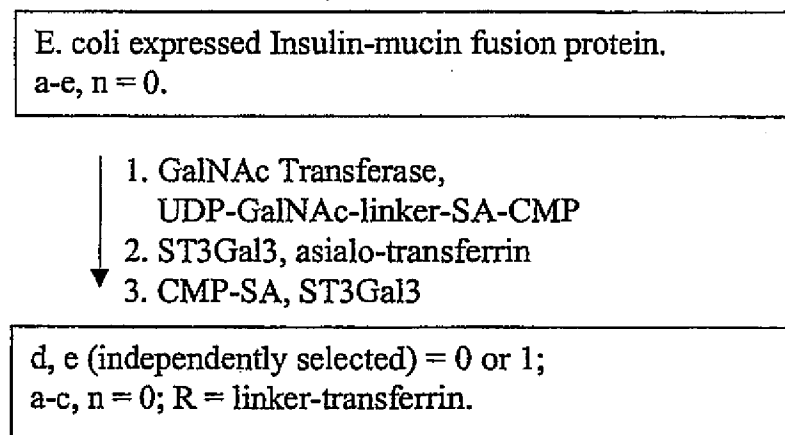 E. coli expressed Insulin-mucin fusion protein.
a-e, n = 0.
1. GalNAc Transferase,
UDP-GalNAc-linker-SA-CMP
2. ST3Gal3, asialo-transferrin
3. CMP-SA, ST3Gal3
d, e (independently selected) = 0 or 1;
a-c, n = 0; R = linker-transferrin.